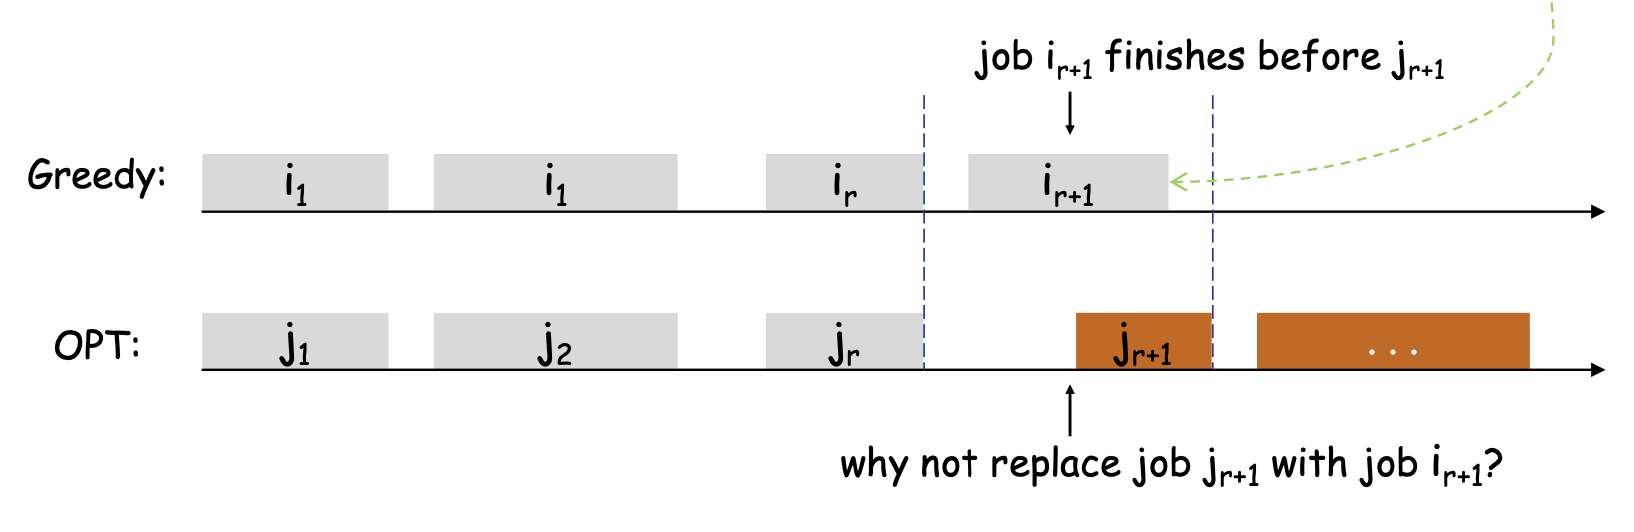 job i_{r+1} finishes before j_{r+1}
Greedy: i_1 i_1 i_r i_{r+1}
OPT: j_1 j_2 j_r j_{r+1} . . .
why not replace job j_{r+1} with job i_{r+1}?